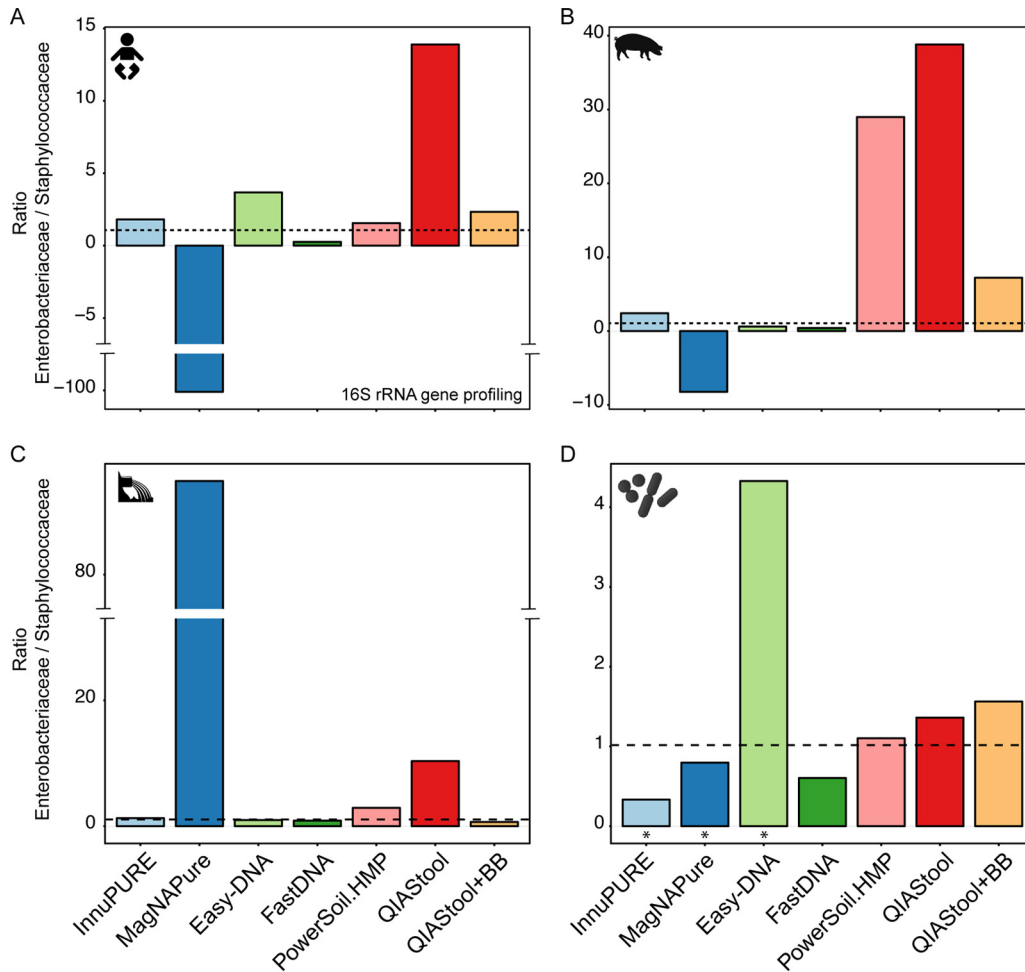 A
Ratio
Enterobacteriaceae / Staphylococcaceae
15
10
5
0
−5
−100
16S rRNA gene profiling
B
40
30
20
10
0
−10
C
Ratio
Enterobacteriaceae / Staphylococcaceae
80
20
0
InnuPURE
MagNAPure
Easy-DNA
FastDNA
PowerSoil.HMP
QIAStool
QIAStool+BB
D
4
3
2
1
0
* * *
InnuPURE
MagNAPure
Easy-DNA
FastDNA
PowerSoil.HMP
QIAStool
QIAStool+BB